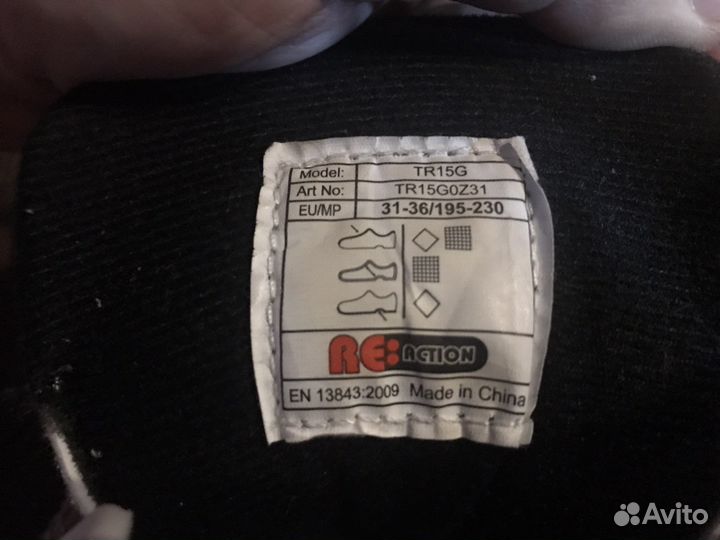 Model: TR15G
Art No: TR15G0Z31
EU/MP 31-36/195-230
RE:ACTION
EN 13843:2009 Made in China
Avito